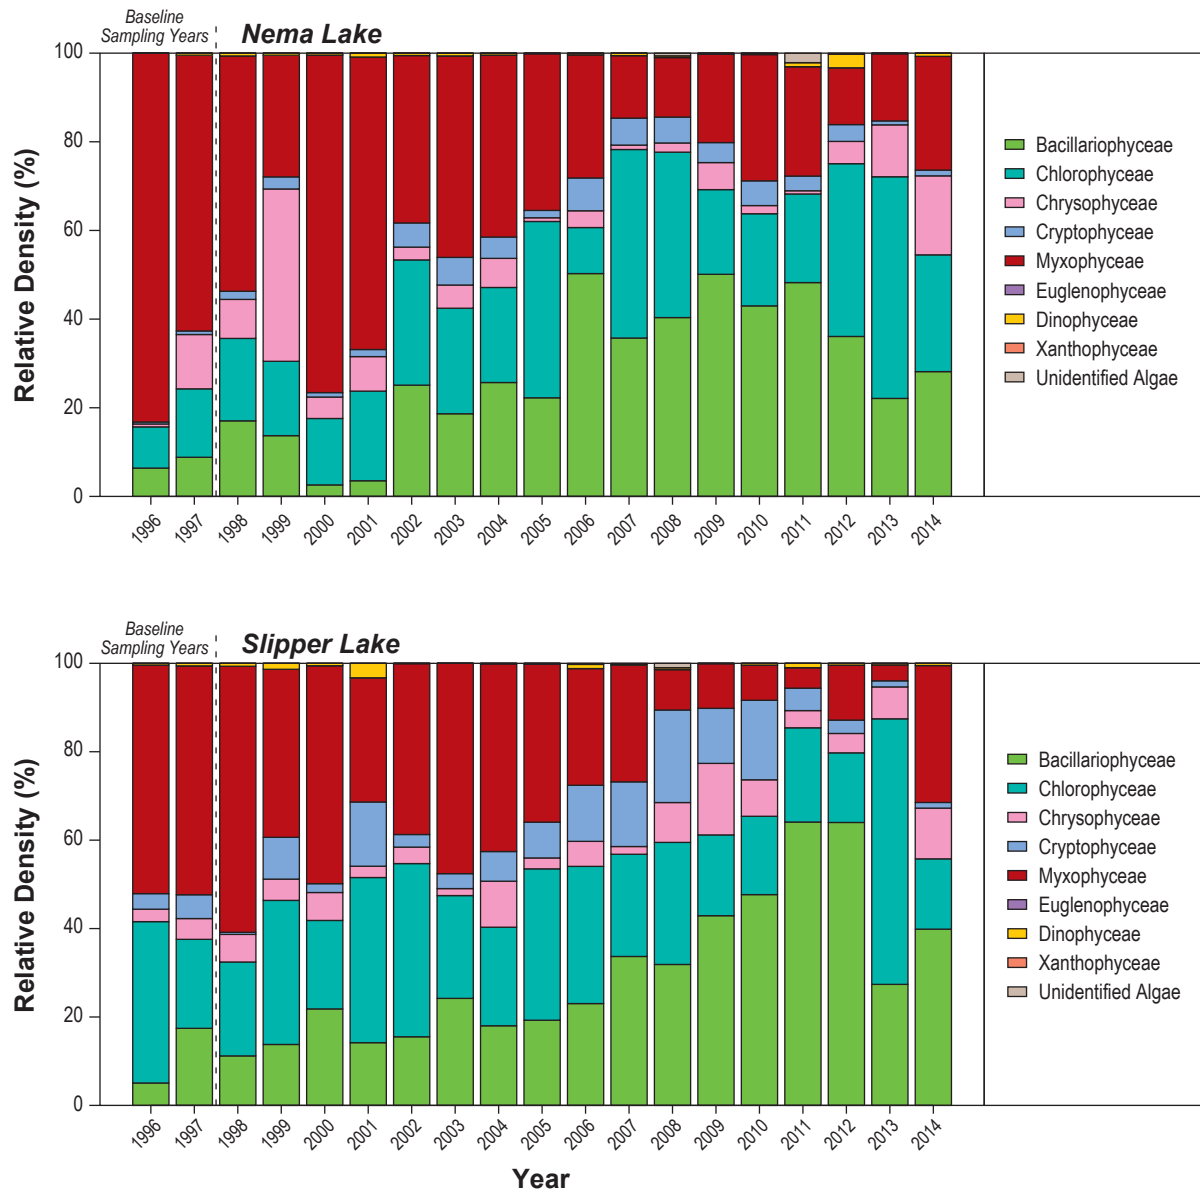 Baseline
Sampling Years
Nema Lake
Relative Density (%)
100
80
60
40
20
0
1996
1997
1998
1999
2000
2001
2002
2003
2004
2005
2006
2007
2008
2009
2010
2011
2012
2013
2014
Bacillariophyceae
Chlorophyceae
Chrysophyceae
Cryptophyceae
Myxophyceae
Euglenophyceae
Dinophyceae
Xanthophyceae
Unidentified Algae
Baseline
Sampling Years
Slipper Lake
Relative Density (%)
100
80
60
40
20
0
1996
1997
1998
1999
2000
2001
2002
2003
2004
2005
2006
2007
2008
2009
2010
2011
2012
2013
2014
Year
Bacillariophyceae
Chlorophyceae
Chrysophyceae
Cryptophyceae
Myxophyceae
Euglenophyceae
Dinophyceae
Xanthophyceae
Unidentified Algae